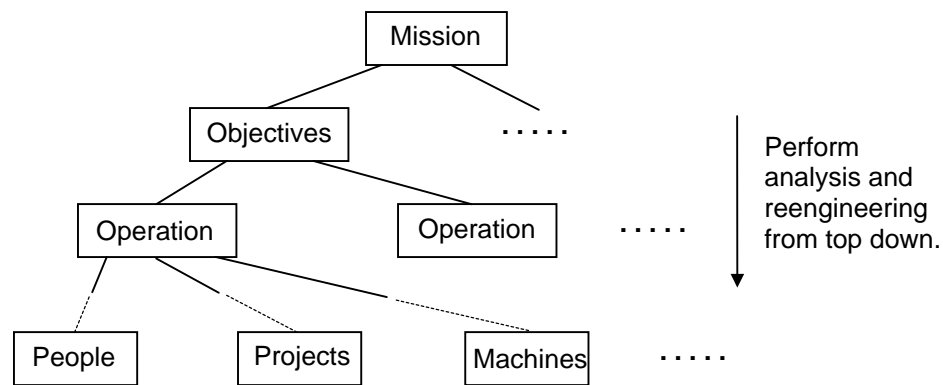 Mission
Objectives
.....
Perform
analysis and
reengineering
from top down.
Operation
Operation
.....
People
Projects
Machines
.....